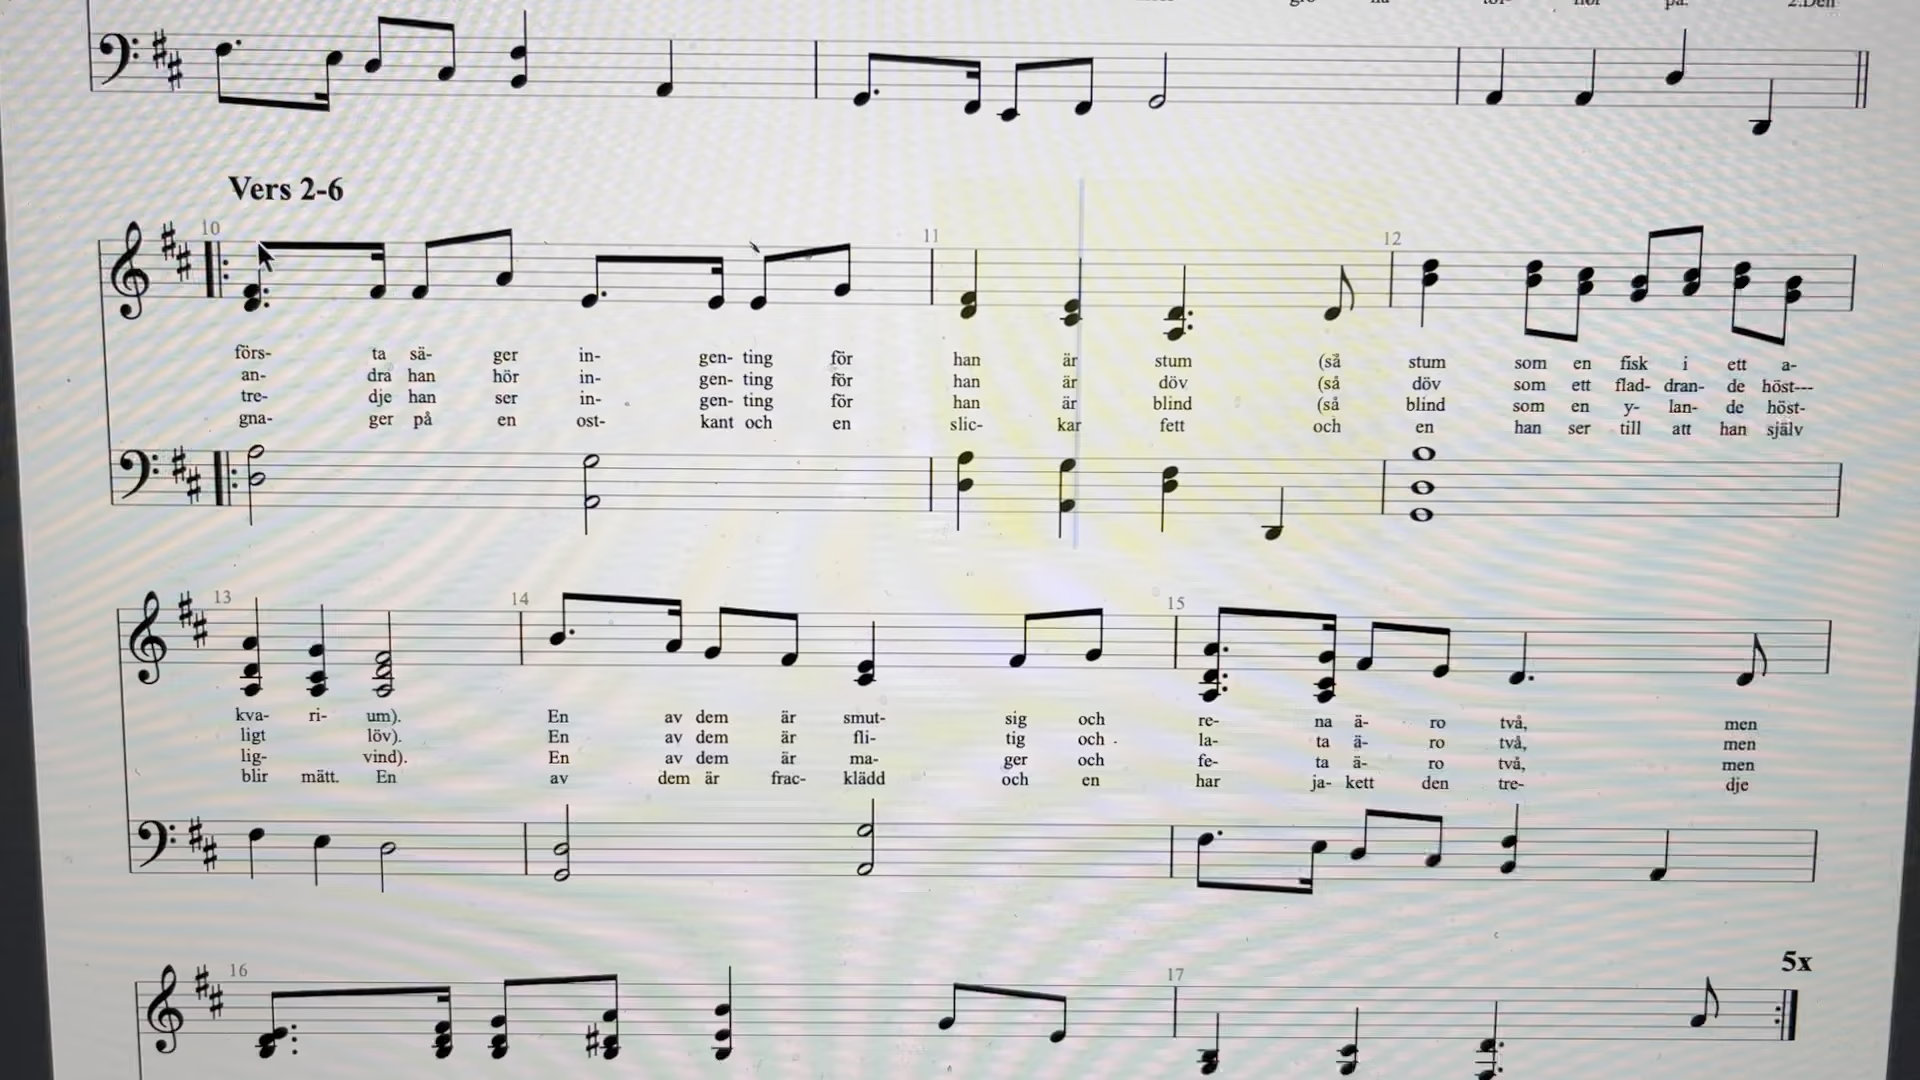 2.Den
Vers 2-6
10 11 12
förs- ta sä- ger in- gen- ting för han är stum (så stum som en fisk i ett a-
an- dra han hör in- gen- ting för han är döv (så döv som ett flad- dran- de höst---
tre- dje han ser in- gen- ting för han är blind (så blind som en y- lan- de höst-
gna- ger på en ost- kant och en slic- kar fett och en han ser till att han själv
13 14 15
kva- ri- um). En av dem är smut- sig och re- na ä- ro två, men
ligt löv). En av dem är fli- tig och la- ta ä- ro två, men
lig- vind). En av dem är ma- ger och fe- ta ä- ro två, men
blir mätt. En av dem är frac- klädd och en har ja- kett den tre- dje
5x
16 17